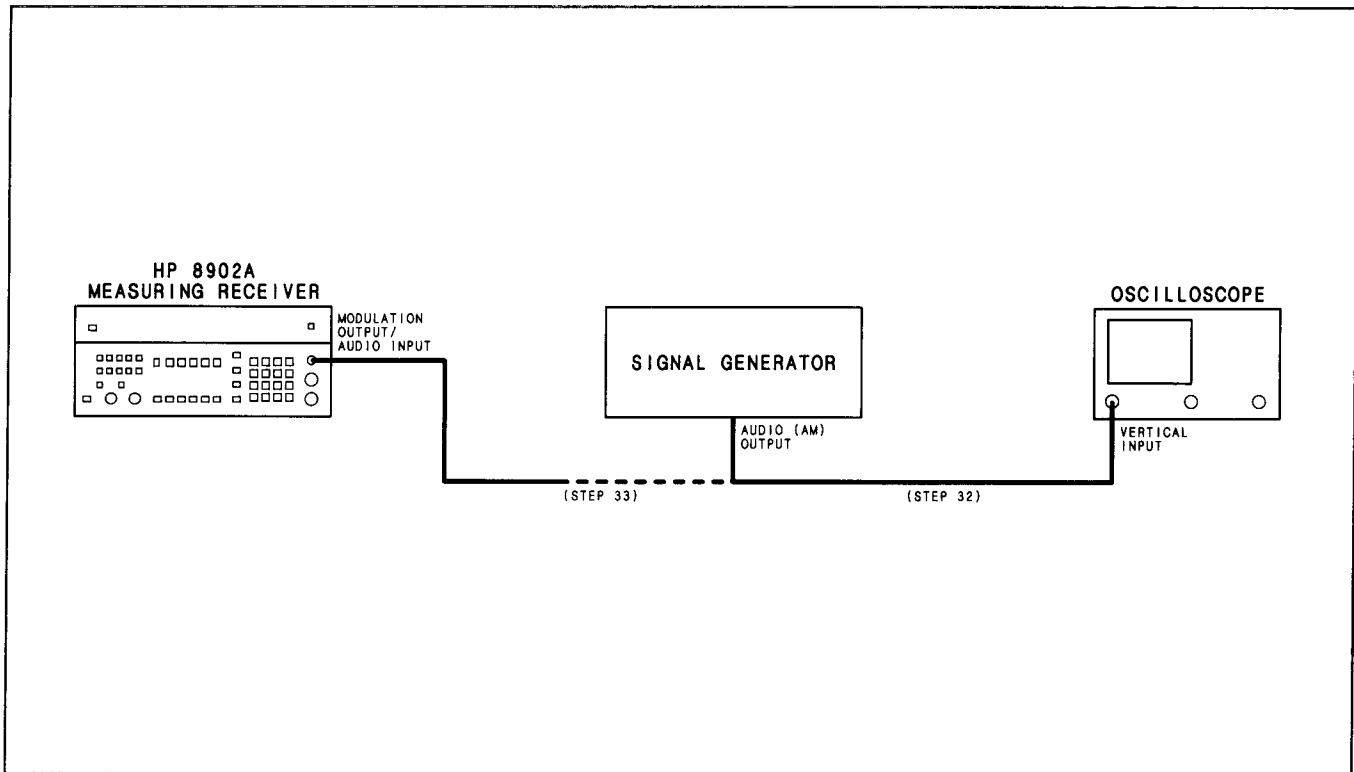 HP 8902A
MEASURING RECEIVER
MODULATION
OUTPUT/
AUDIO INPUT
SIGNAL GENERATOR
AUDIO (AM)
OUTPUT
OSCILLOSCOPE
VERTICAL
INPUT
(STEP 33)
(STEP 32)